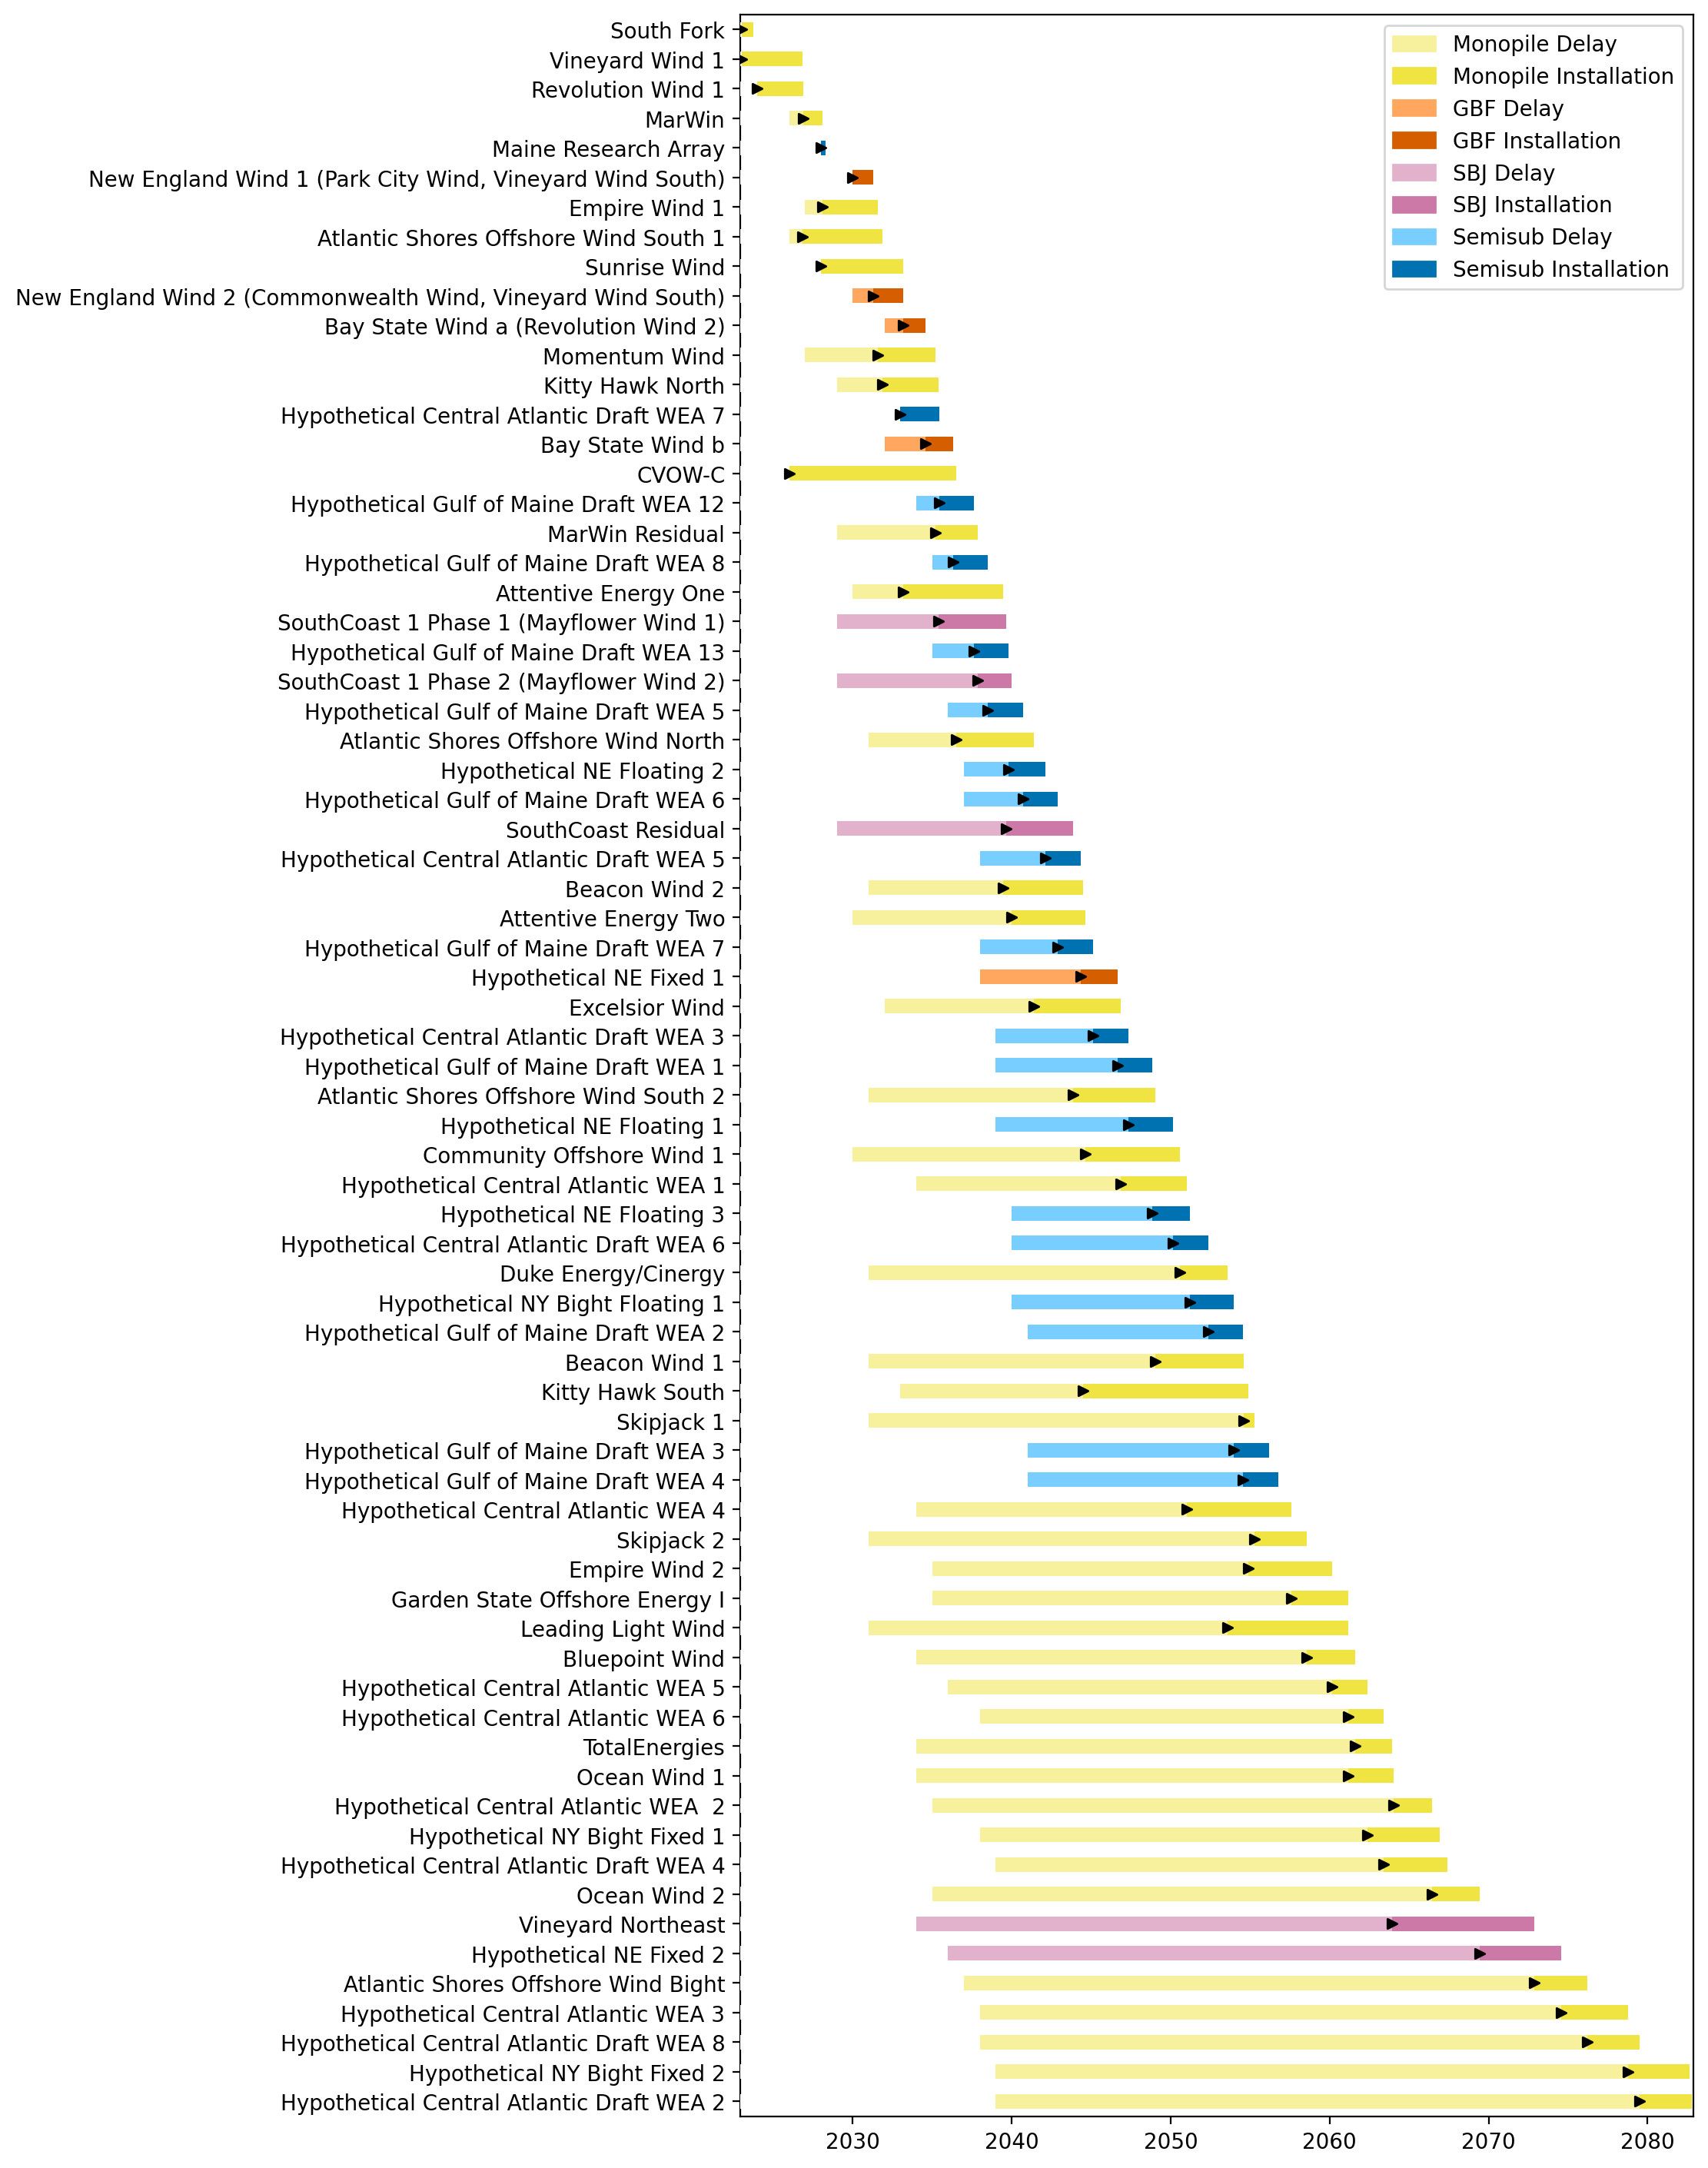 South Fork
Vineyard Wind 1
Revolution Wind 1
MarWin
Maine Research Array
New England Wind 1 (Park City Wind, Vineyard Wind South)
Empire Wind 1
Atlantic Shores Offshore Wind South 1
Sunrise Wind
New England Wind 2 (Commonwealth Wind, Vineyard Wind South)
Bay State Wind a (Revolution Wind 2)
Momentum Wind
Kitty Hawk North
Hypothetical Central Atlantic Draft WEA 7
Bay State Wind b
CVOW-C
Hypothetical Gulf of Maine Draft WEA 12
MarWin Residual
Hypothetical Gulf of Maine Draft WEA 8
Attentive Energy One
SouthCoast 1 Phase 1 (Mayflower Wind 1)
Hypothetical Gulf of Maine Draft WEA 13
SouthCoast 1 Phase 2 (Mayflower Wind 2)
Hypothetical Gulf of Maine Draft WEA 5
Atlantic Shores Offshore Wind North
Hypothetical NE Floating 2
Hypothetical Gulf of Maine Draft WEA 6
SouthCoast Residual
Hypothetical Central Atlantic Draft WEA 5
Beacon Wind 2
Attentive Energy Two
Hypothetical Gulf of Maine Draft WEA 7
Hypothetical NE Fixed 1
Excelsior Wind
Hypothetical Central Atlantic Draft WEA 3
Hypothetical Gulf of Maine Draft WEA 1
Atlantic Shores Offshore Wind South 2
Hypothetical NE Floating 1
Community Offshore Wind 1
Hypothetical Central Atlantic WEA 1
Hypothetical NE Floating 3
Hypothetical Central Atlantic Draft WEA 6
Duke Energy/Cinergy
Hypothetical NY Bight Floating 1
Hypothetical Gulf of Maine Draft WEA 2
Beacon Wind 1
Kitty Hawk South
Skipjack 1
Hypothetical Gulf of Maine Draft WEA 3
Hypothetical Gulf of Maine Draft WEA 4
Hypothetical Central Atlantic WEA 4
Skipjack 2
Empire Wind 2
Garden State Offshore Energy I
Leading Light Wind
Bluepoint Wind
Hypothetical Central Atlantic WEA 5
Hypothetical Central Atlantic WEA 6
TotalEnergies
Ocean Wind 1
Hypothetical Central Atlantic WEA  2
Hypothetical NY Bight Fixed 1
Hypothetical Central Atlantic Draft WEA 4
Ocean Wind 2
Vineyard Northeast
Hypothetical NE Fixed 2
Atlantic Shores Offshore Wind Bight
Hypothetical Central Atlantic WEA 3
Hypothetical Central Atlantic Draft WEA 8
Hypothetical NY Bight Fixed 2
Hypothetical Central Atlantic Draft WEA 2
Monopile Delay
Monopile Installation
GBF Delay
GBF Installation
SBJ Delay
SBJ Installation
Semisub Delay
Semisub Installation
2030 2040 2050 2060 2070 2080